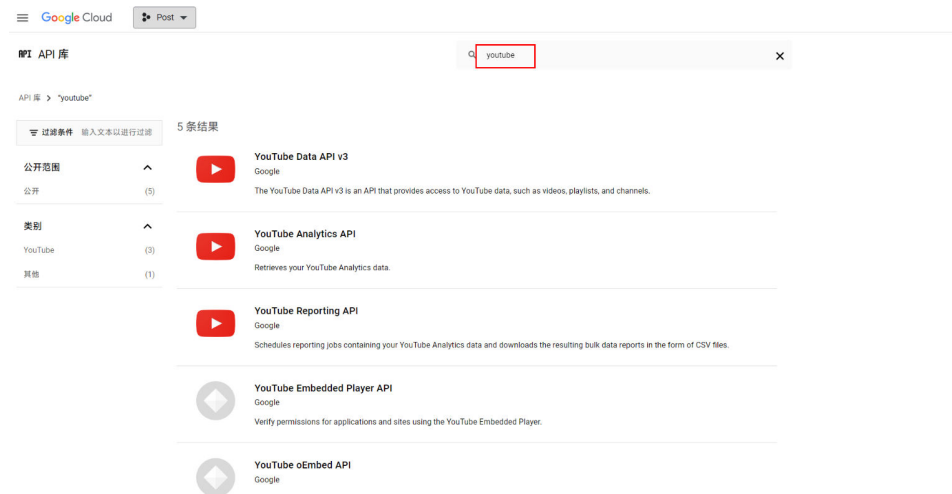 Google Cloud
Post
API API 库
youtube
API 库 > "youtube"
过滤条件 输入文本以进行过滤
5 条结果
公开范围
公开 (5)
类别
YouTube (3)
其他 (1)
YouTube Data API v3
Google
The YouTube Data API v3 is an API that provides access to YouTube data, such as videos, playlists, and channels.
YouTube Analytics API
Google
Retrieves your YouTube Analytics data.
YouTube Reporting API
Google
Schedules reporting jobs containing your YouTube Analytics data and downloads the resulting bulk data reports in the form of CSV files.
YouTube Embedded Player API
Google
Verify permissions for applications and sites using the YouTube Embedded Player.
YouTube oEmbed API
Google